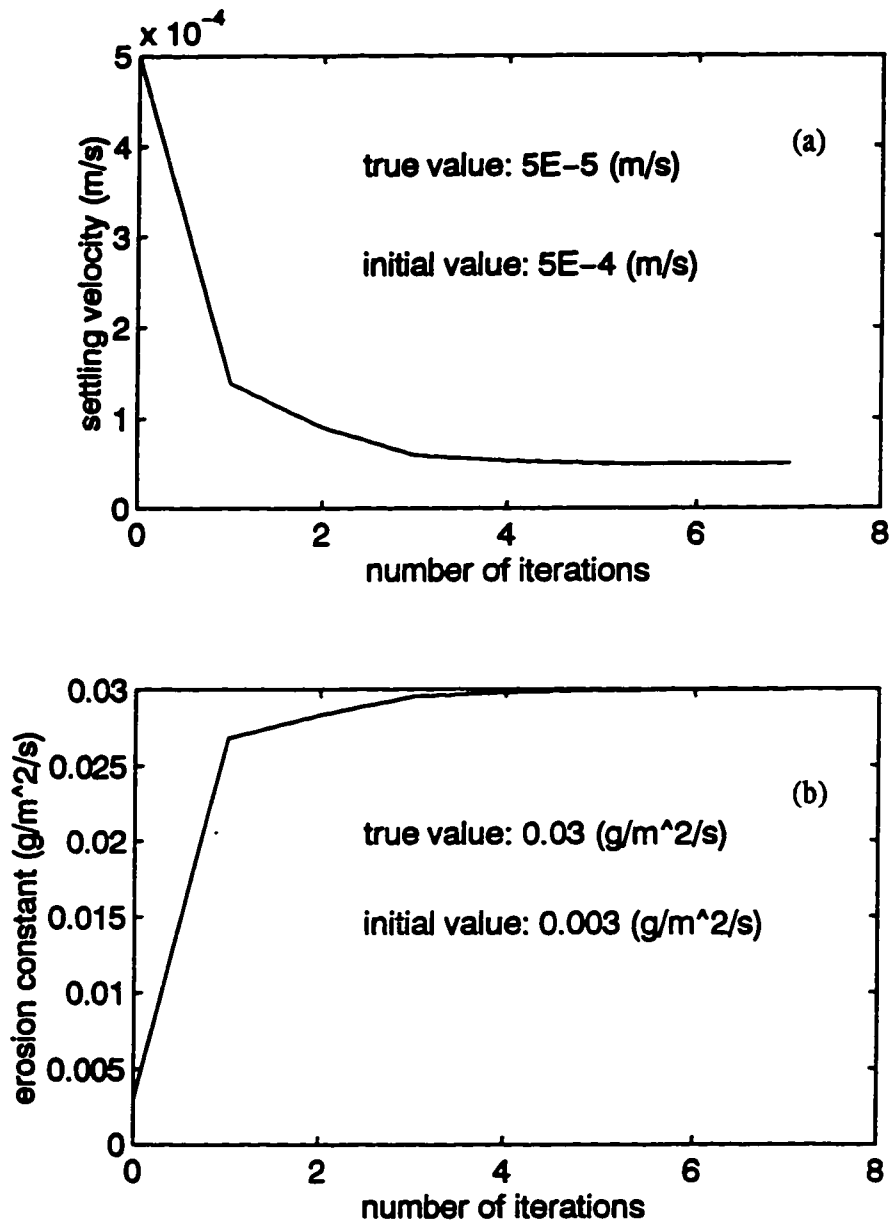 x 10^-4
5
4
3
2
1
0
settling velocity (m/s)
(a)
true value: 5E-5 (m/s)
initial value: 5E-4 (m/s)
0 2 4 6 8
number of iterations
0.03
0.025
0.02
0.015
0.01
0.005
0
erosion constant (g/m^2/s)
(b)
true value: 0.03 (g/m^2/s)
initial value: 0.003 (g/m^2/s)
0 2 4 6 8
number of iterations